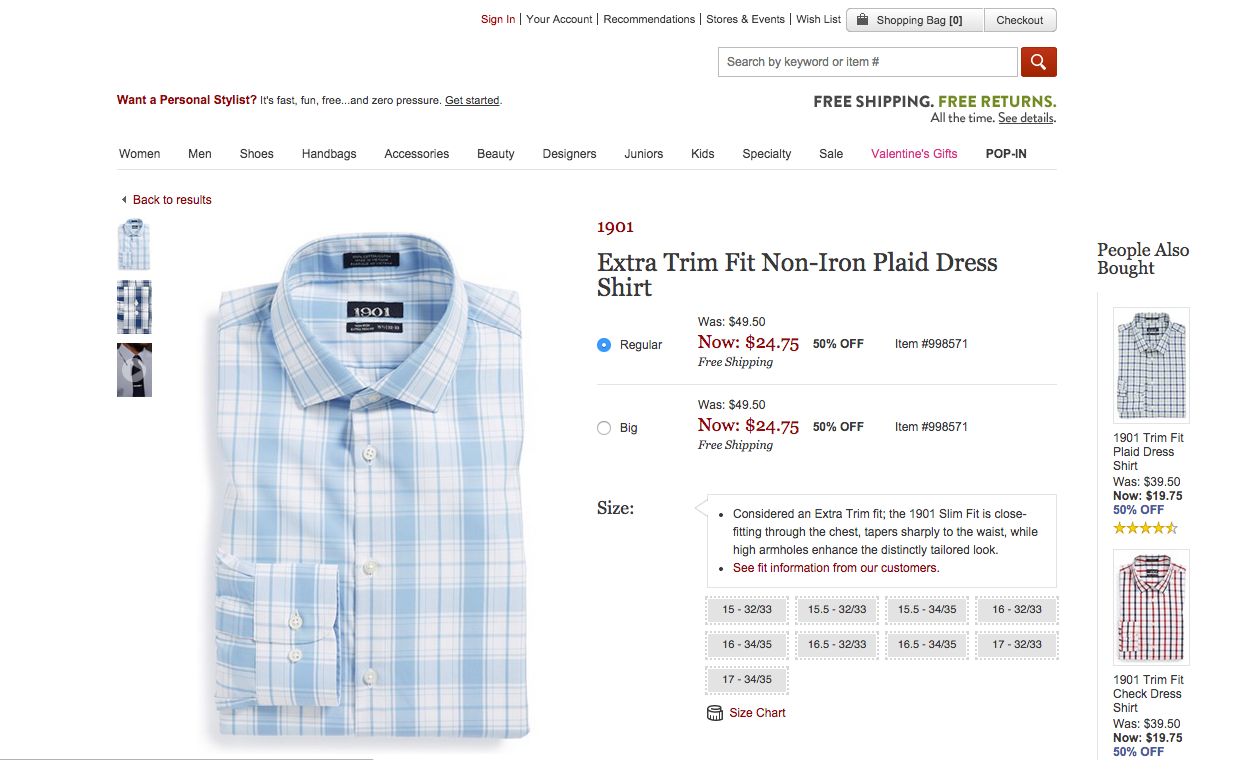 Sign In | Your Account | Recommendations | Stores & Events | Wish List
Shopping Bag [0]
Checkout
Search by keyword or item #
Want a Personal Stylist? It's fast, fun, free...and zero pressure. Get started.
FREE SHIPPING. FREE RETURNS.
All the time. See details.
Women Men Shoes Handbags Accessories Beauty Designers Juniors Kids Specialty Sale Valentine's Gifts POP-IN
Back to results
1901
1901
Extra Trim Fit Non-Iron Plaid Dress
Shirt
Regular
Was: $49.50
Now: $24.75 50% OFF Item #998571
Free Shipping
Big
Was: $49.50
Now: $24.75 50% OFF Item #998571
Free Shipping
Size:
• Considered an Extra Trim fit; the 1901 Slim Fit is close-
fitting through the chest, tapers sharply to the waist, while
high armholes enhance the distinctly tailored look.
• See fit information from our customers.
15 - 32/33 15.5 - 32/33 15.5 - 34/35 16 - 32/33
16 - 34/35 16.5 - 32/33 16.5 - 34/35 17 - 32/33
17 - 34/35
Size Chart
People Also
Bought
1901 Trim Fit
Plaid Dress
Shirt
Was: $39.50
Now: $19.75
50% OFF
1901 Trim Fit
Check Dress
Shirt
Was: $39.50
Now: $19.75
50% OFF